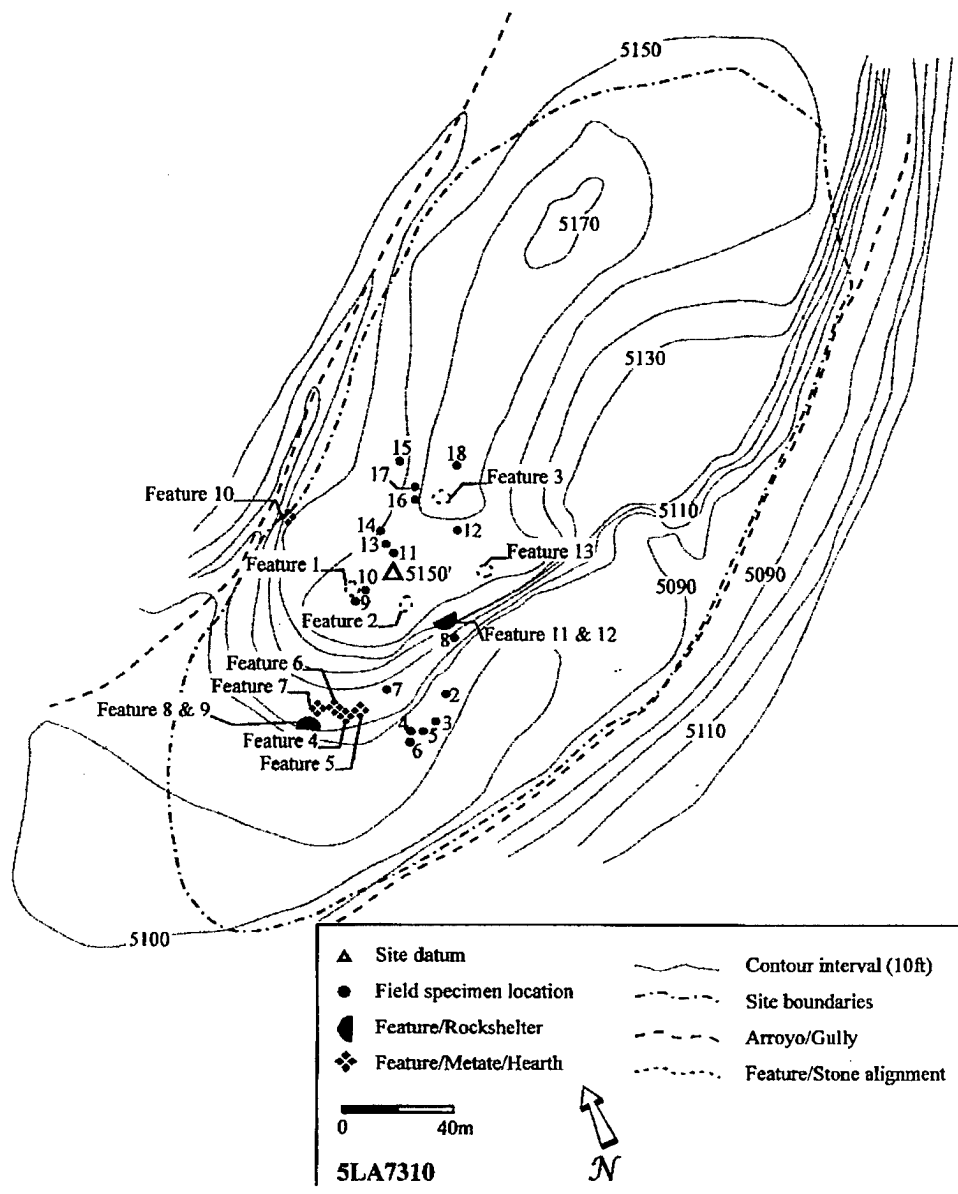 5150
5170
5130
15
18
17
Feature 3
16
Feature 10
5110
14
12
13
11
Feature 13
Feature 1
10
5150'
5090
5090
9
Feature 2
8
Feature 11 & 12
Feature 6
Feature 7
7
2
Feature 8 & 9
3
4
5
5110
Feature 4
6
Feature 5
5100
Site datum
Field specimen location
Feature/Rockshelter
Feature/Metate/Hearth
0 40m
5LA7310
Contour interval (10ft)
Site boundaries
Arroyo/Gully
Feature/Stone alignment
N